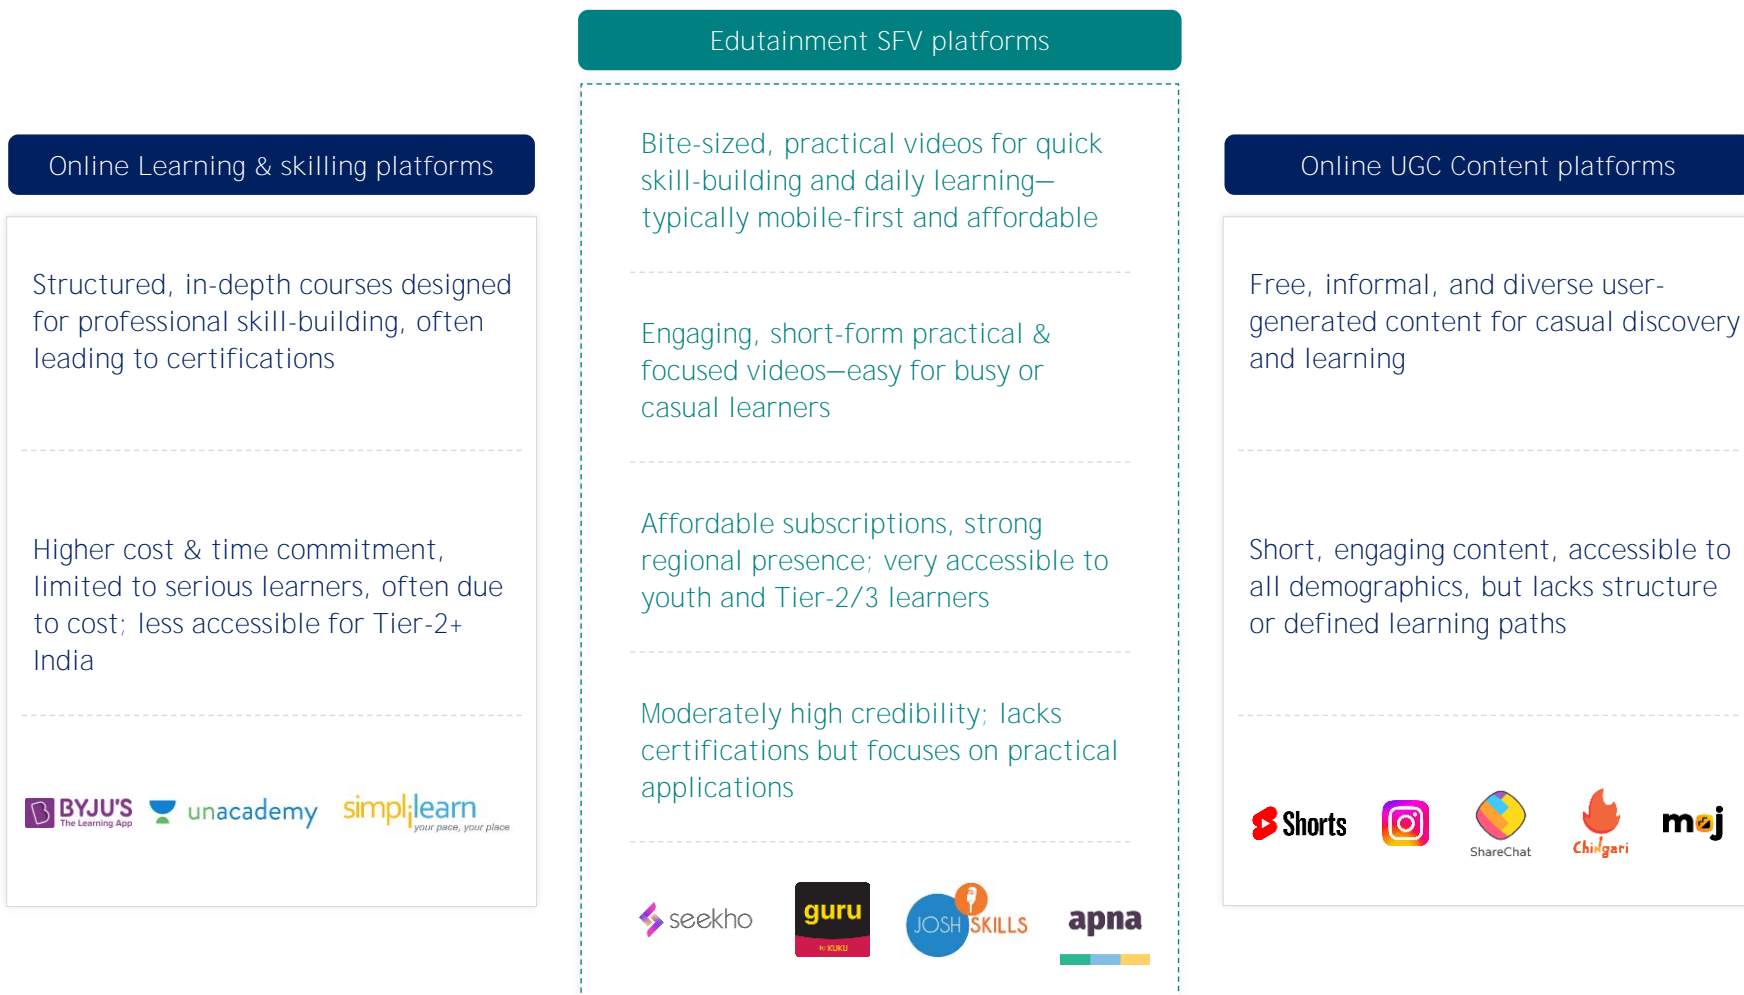 Edutainment SFV platforms
Online Learning & skilling platforms
Structured, in-depth courses designed
for professional skill-building, often
leading to certifications
Higher cost & time commitment,
limited to serious learners, often due
to cost; less accessible for Tier-2+
India
BYJU'S
The Learning App
unacademy
simplilearn
your pace, your place
Bite-sized, practical videos for quick
skill-building and daily learning—
typically mobile-first and affordable
Engaging, short-form practical &
focused videos—easy for busy or
casual learners
Affordable subscriptions, strong
regional presence; very accessible to
youth and Tier-2/3 learners
Moderately high credibility; lacks
certifications but focuses on practical
applications
seekho
guru
by KUKU
JOSH SKILLS
apna
Online UGC Content platforms
Free, informal, and diverse user-
generated content for casual discovery
and learning
Short, engaging content, accessible to
all demographics, but lacks structure
or defined learning paths
Shorts
ShareChat
Chingari
moj